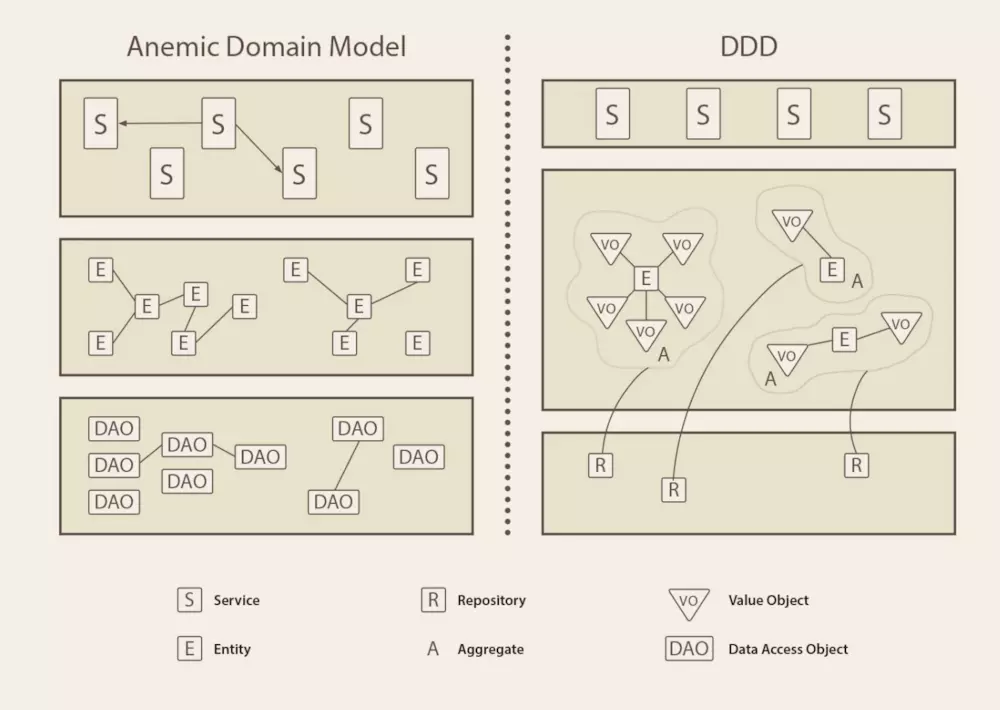 Anemic Domain Model
S S S
S S S
E E
E E E E
E E E E
DAO DAO
DAO DAO
DAO DAO DAO
DAO
DAO DAO
DDD
S S S S
VO VO VO
E E A
VO VO VO VO
E VO
A A
R R
R
S Service R Repository VO Value Object
E Entity A Aggregate DAO Data Access Object